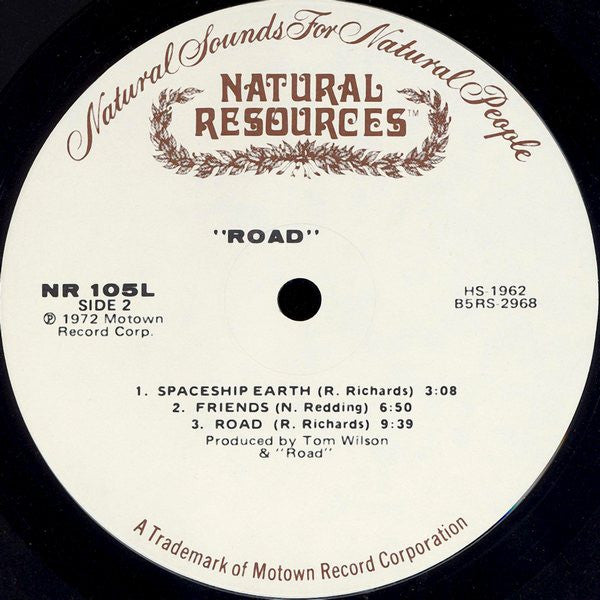 Natural Sounds For Natural People
NATURAL
RESOURCES™
"ROAD"
NR 105L
SIDE 2
℗ 1972 Motown
Record Corp.
HS-1962
B5RS-2968
1. SPACESHIP EARTH (R. Richards) 3:08
2. FRIENDS (N. Redding) 6:50
3. ROAD (R. Richards) 9:39
Produced by Tom Wilson
& "Road"
A Trademark of Motown Record Corporation